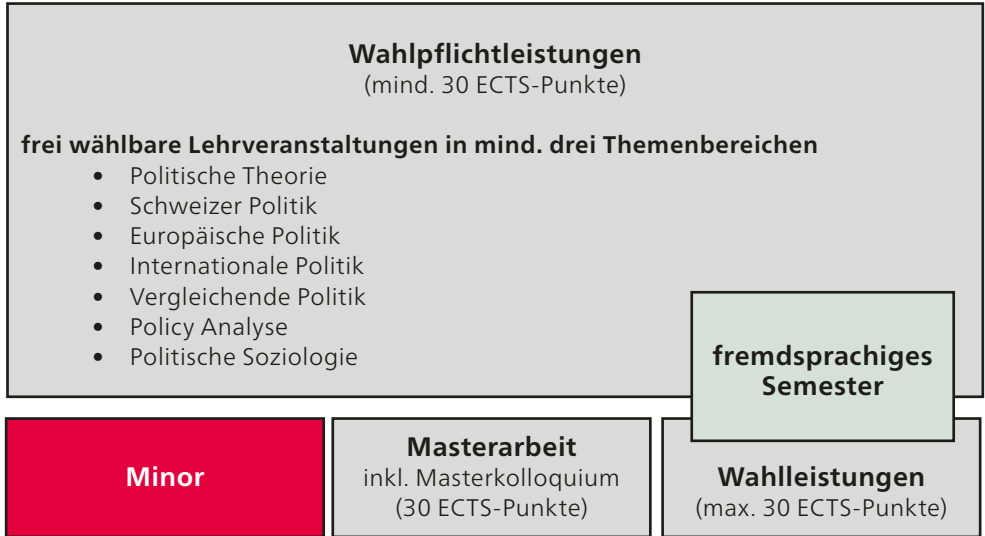 Wahlpflichtleistungen
(mind. 30 ECTS-Punkte)
frei wählbare Lehrveranstaltungen in mind. drei Themenbereichen
• Politische Theorie
• Schweizer Politik
• Europäische Politik
• Internationale Politik
• Vergleichende Politik
• Policy Analyse
• Politische Soziologie
fremdsprachiges
Semester
Minor
Masterarbeit
inkl. Masterkolloquium
(30 ECTS-Punkte)
Wahlleistungen
(max. 30 ECTS-Punkte)